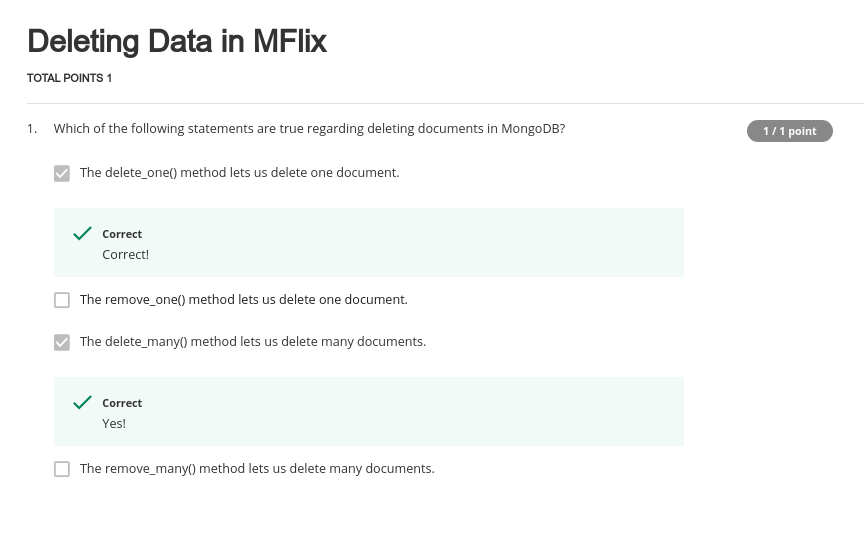 Deleting Data in MFlix
TOTAL POINTS 1
1. Which of the following statements are true regarding deleting documents in MongoDB?
1 / 1 point
The delete_one() method lets us delete one document.
Correct
Correct!
The remove_one() method lets us delete one document.
The delete_many() method lets us delete many documents.
Correct
Yes!
The remove_many() method lets us delete many documents.